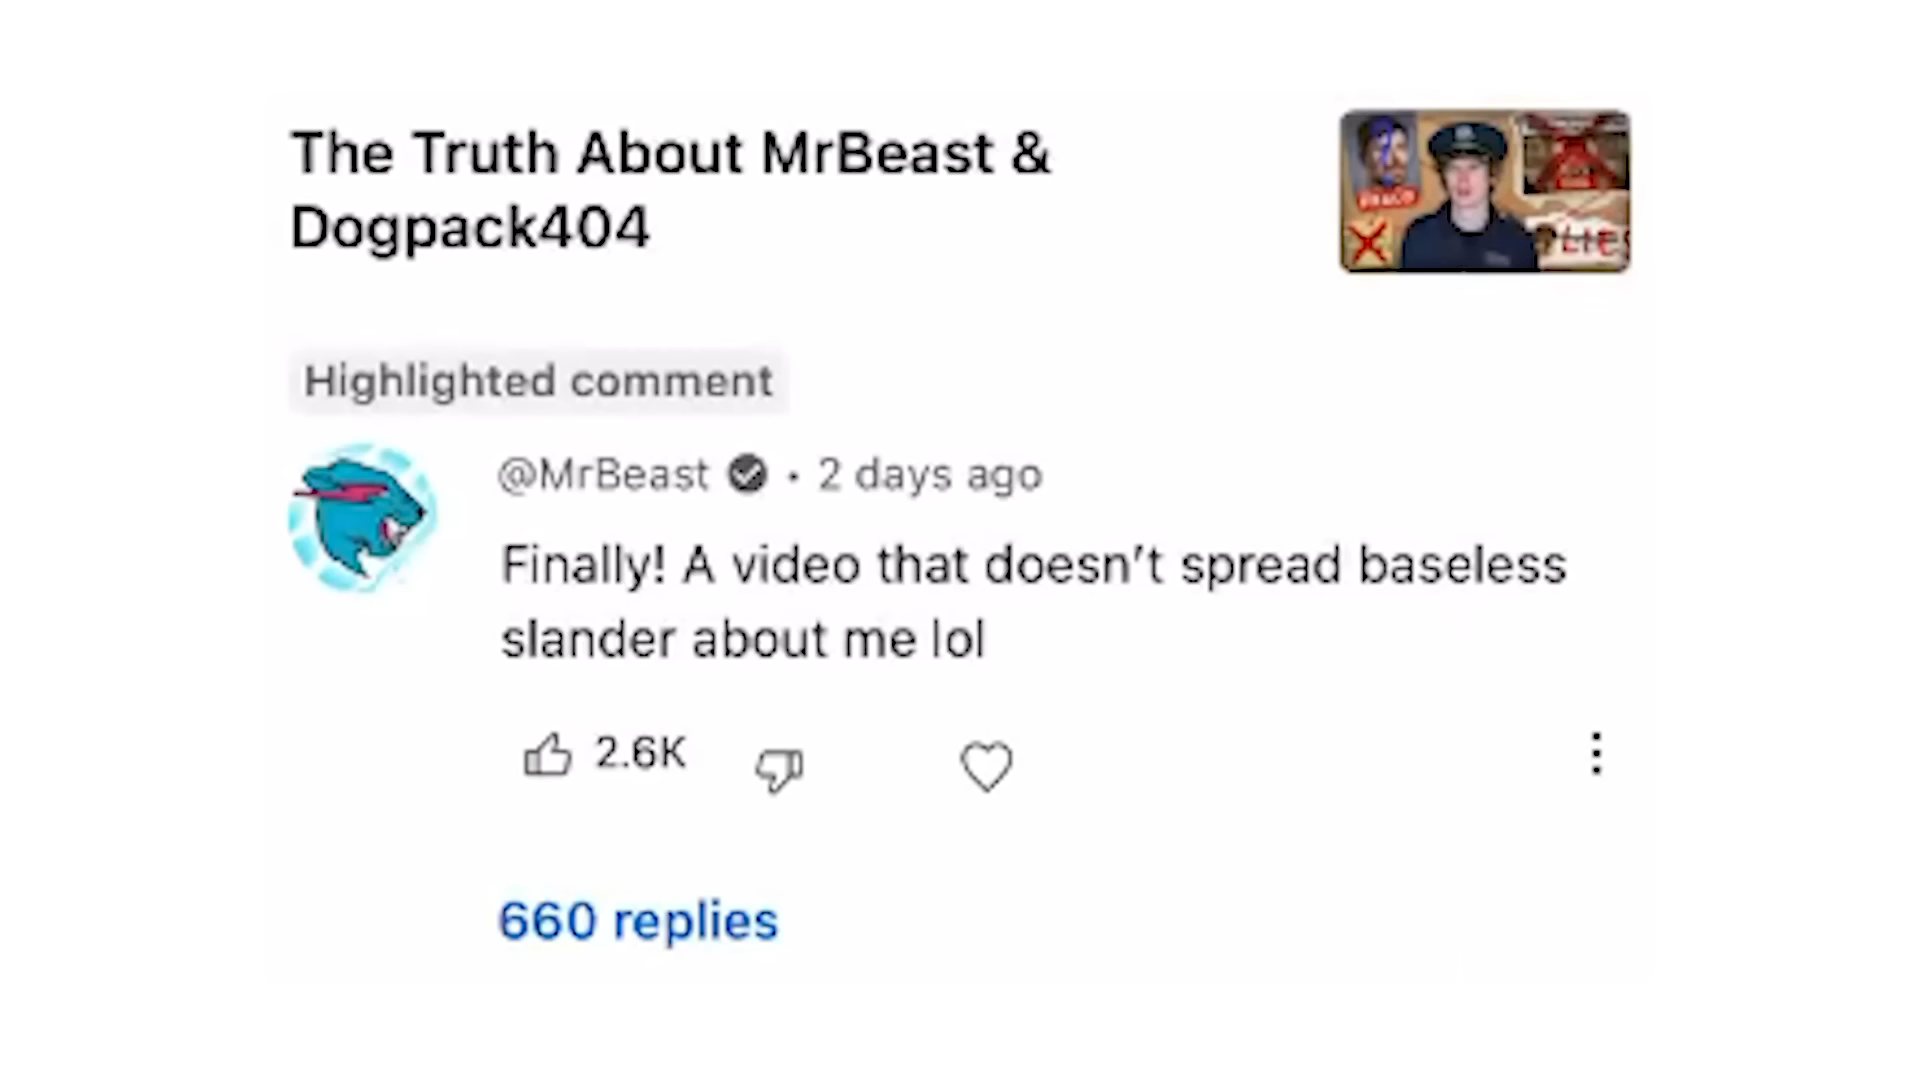 The Truth About MrBeast &
Dogpack404
LIES
Highlighted comment
@MrBeast • 2 days ago
Finally! A video that doesn't spread baseless
slander about me lol
2.6K
660 replies